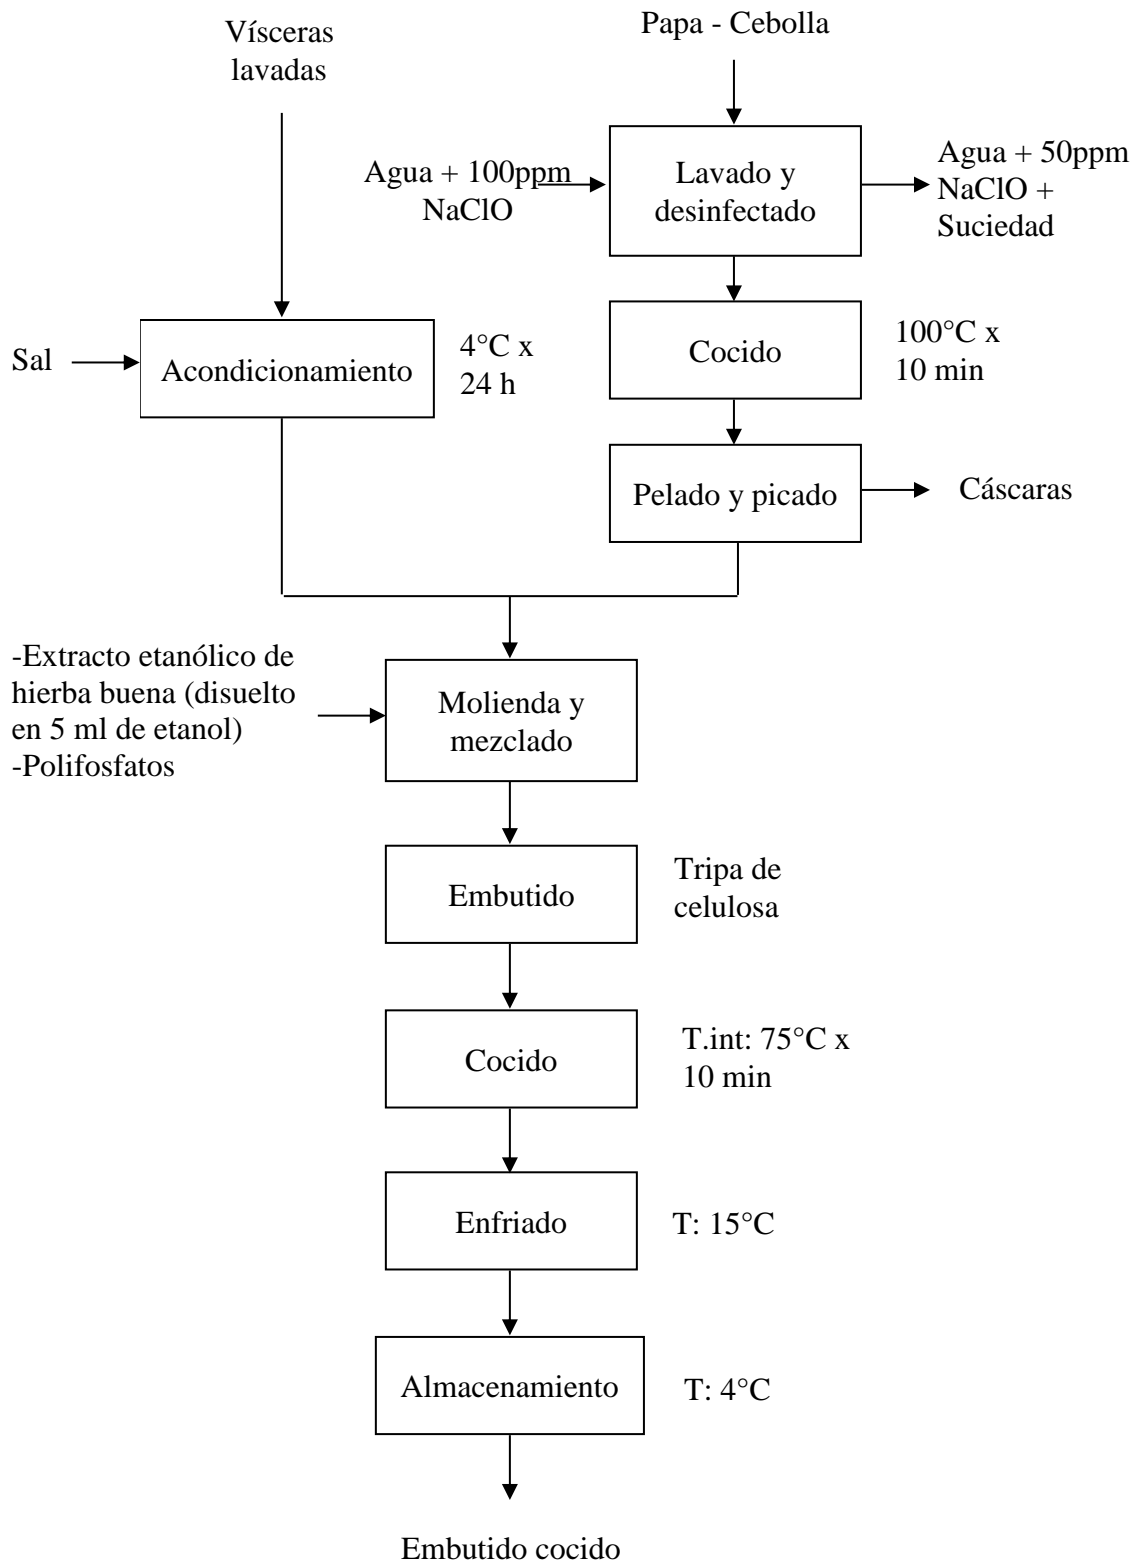 Vísceras
lavadas
Papa - Cebolla
Agua + 100ppm
NaClO
Lavado y
desinfectado
Agua + 50ppm
NaClO +
Suciedad
Sal
Acondicionamiento
4°C x
24 h
Cocido
100°C x
10 min
Pelado y picado
Cáscaras
-Extracto etanólico de
hierba buena (disuelto
en 5 ml de etanol)
-Polifosfatos
Molienda y
mezclado
Embutido
Tripa de
celulosa
Cocido
T.int: 75°C x
10 min
Enfriado
T: 15°C
Almacenamiento
T: 4°C
Embutido cocido